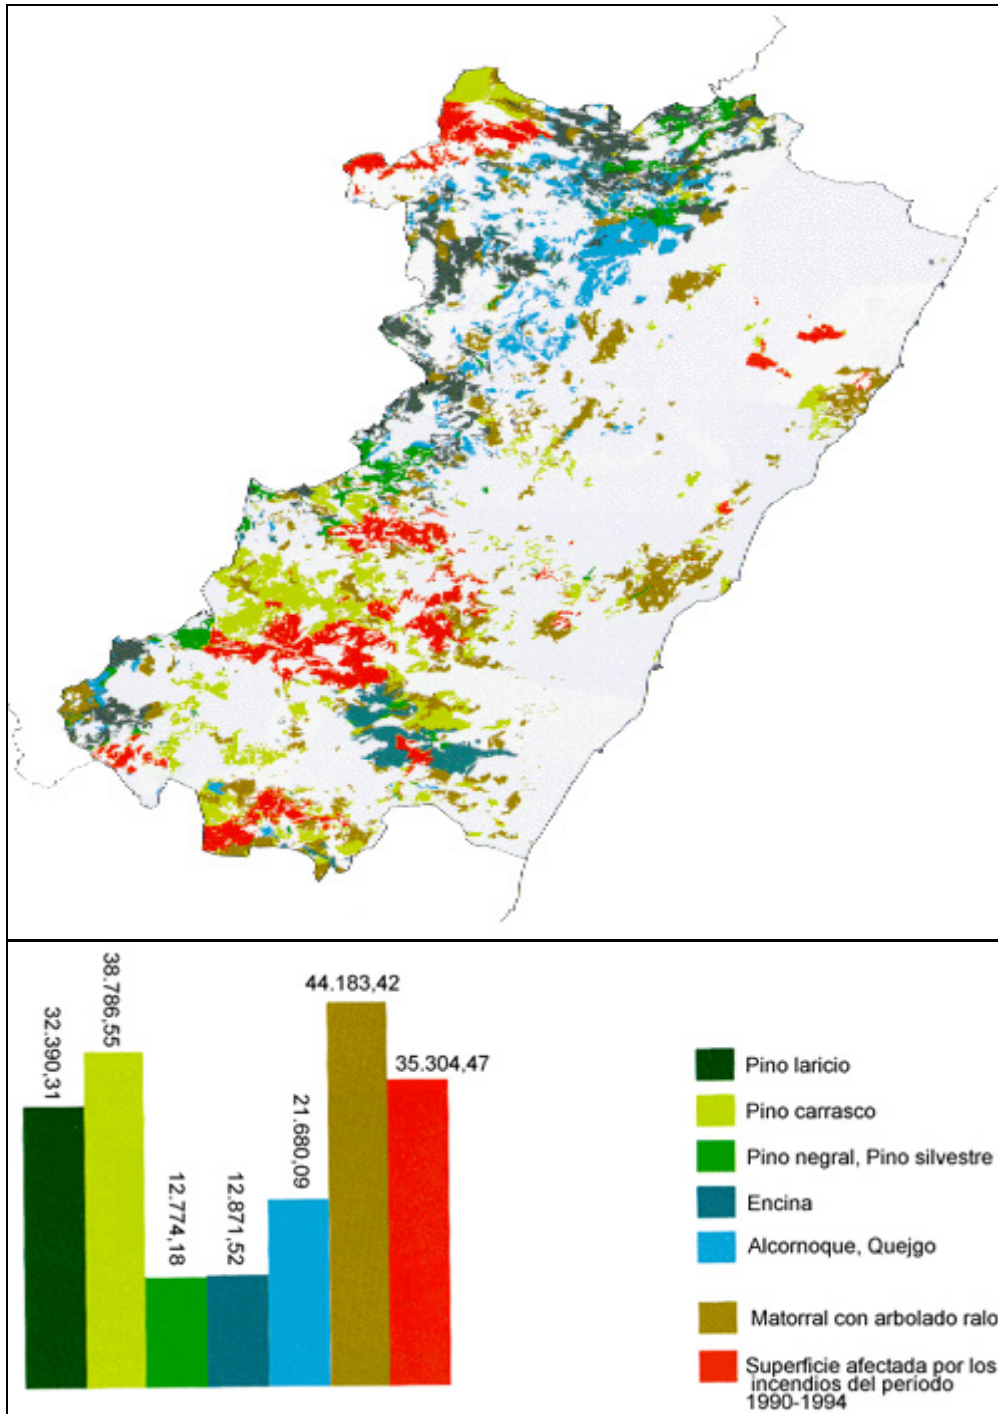 32.390,31
38.786,55
12.774,18
12.871,52
21.680,09
44.183,42
35.304,47
Pino laricio
Pino carrasco
Pino negral, Pino silvestre
Encina
Alcornoque, Quejgo
Matorral con arbolado ralo
Superficie afectada por los
incendios del período
1990-1994